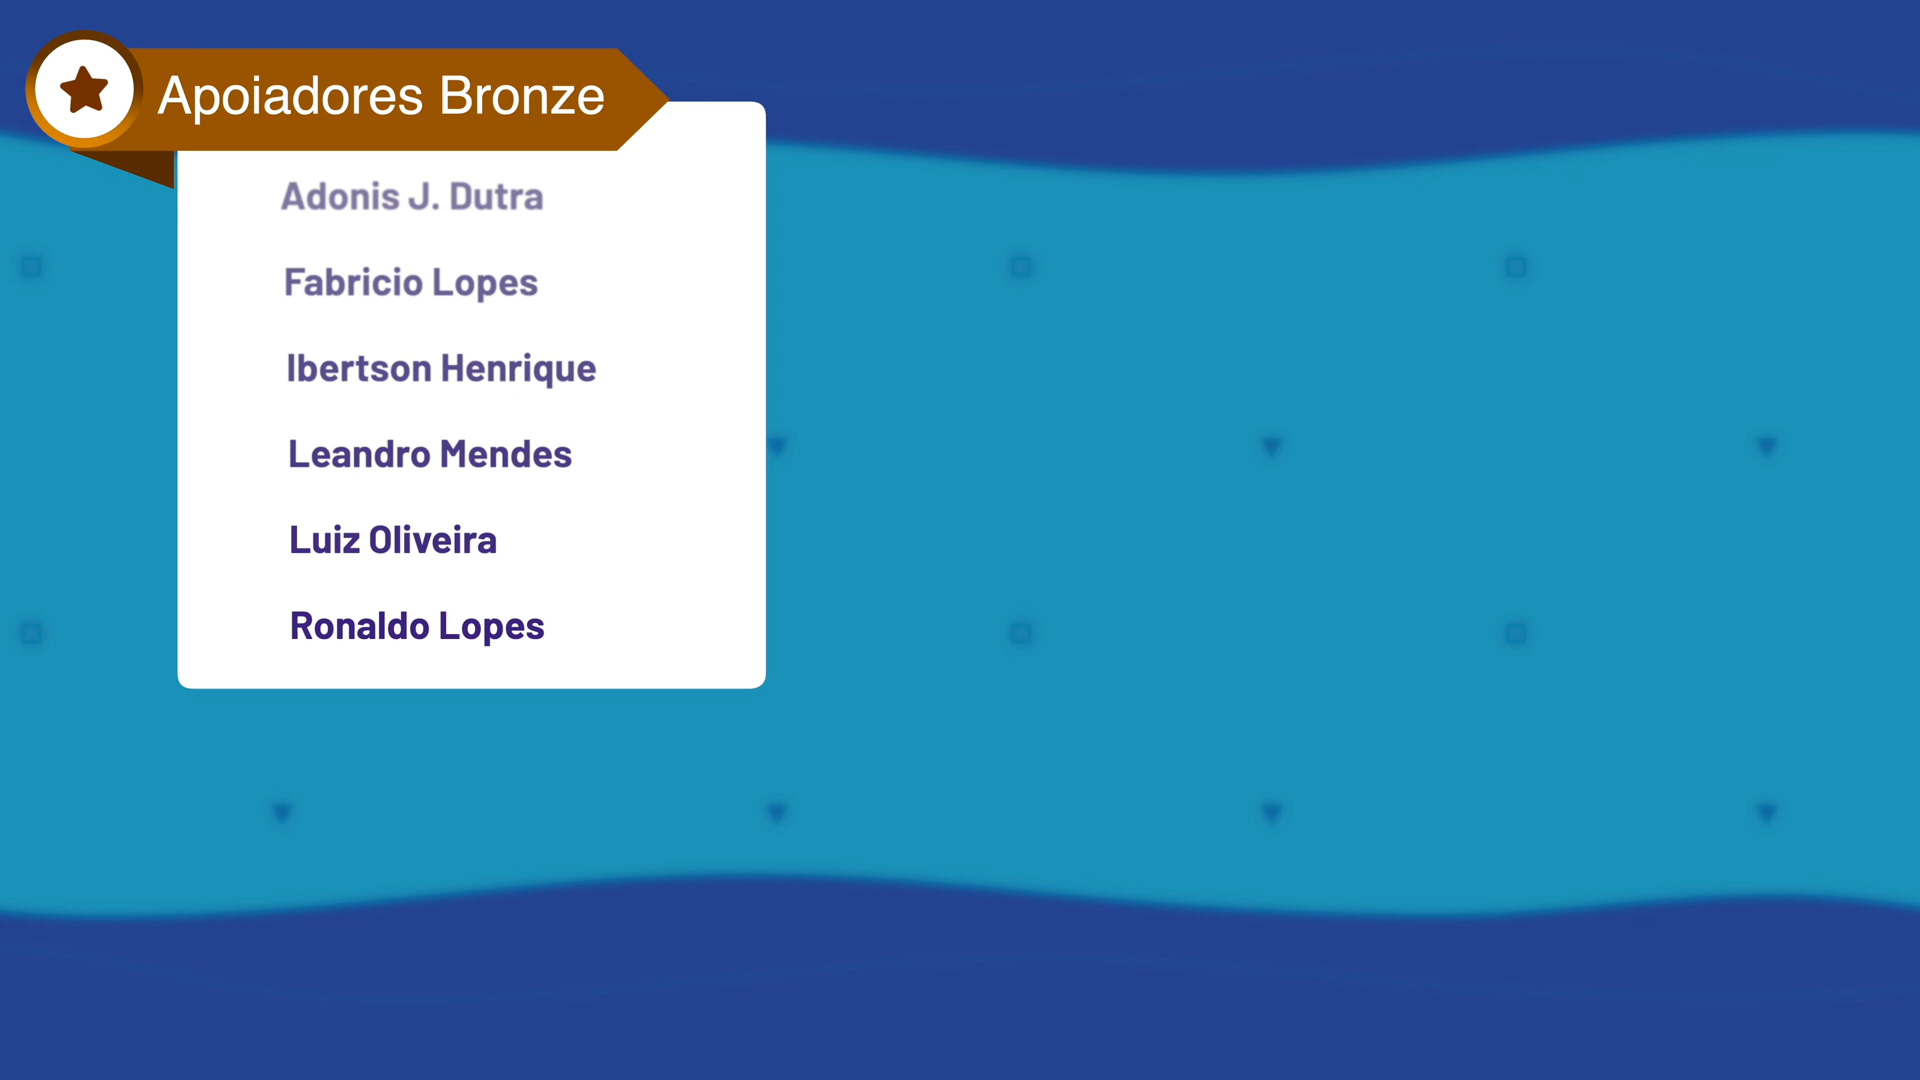 Apoiadores Bronze
Adonis J. Dutra
Fabricio Lopes
Ibertson Henrique
Leandro Mendes
Luiz Oliveira
Ronaldo Lopes